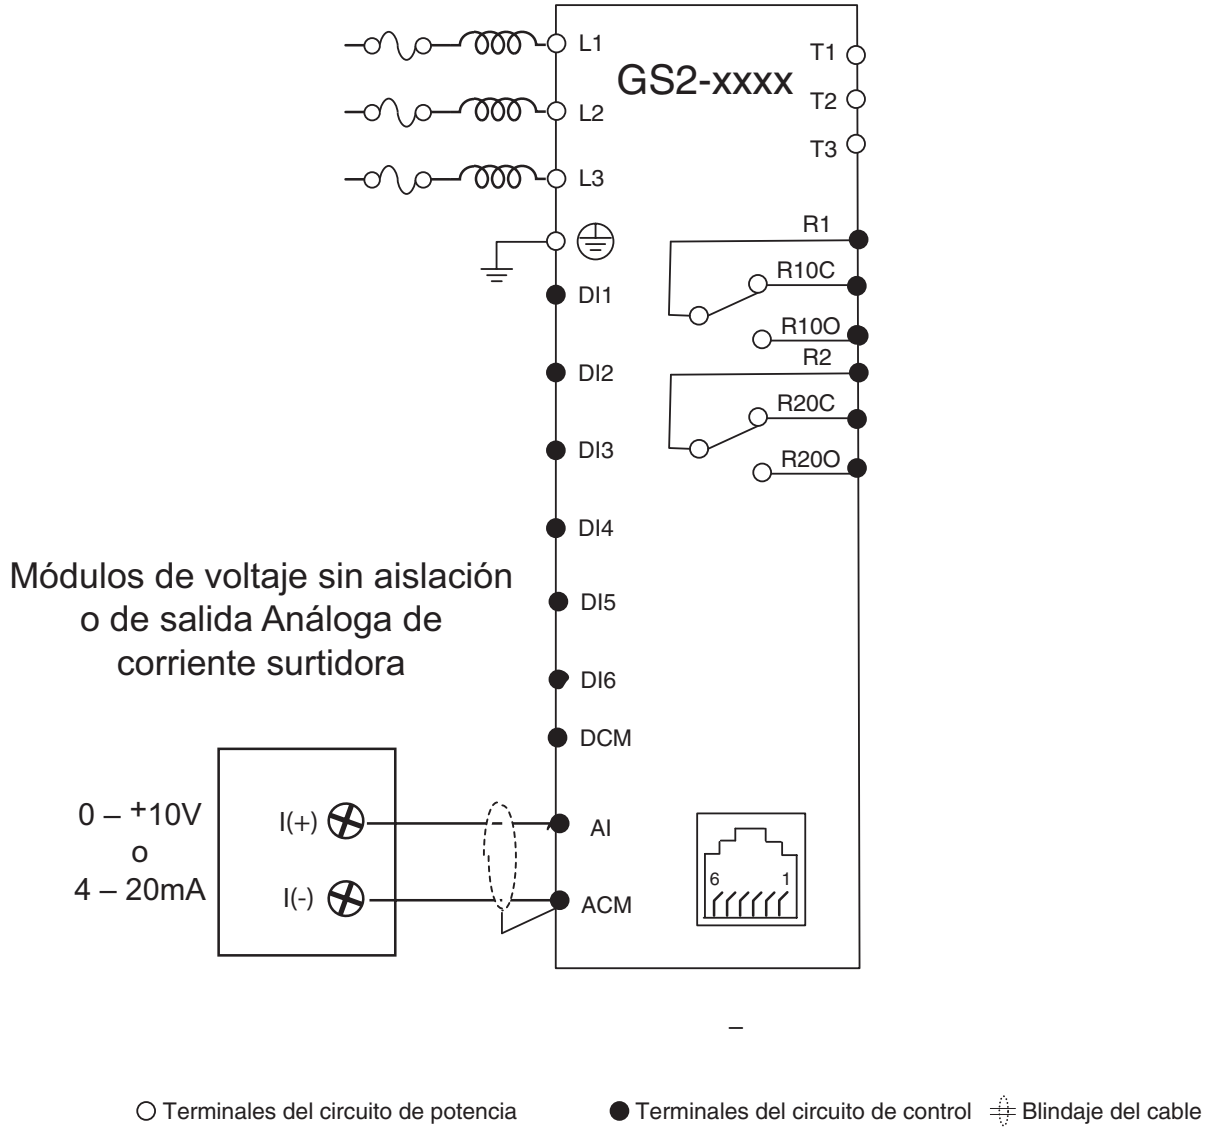 L1
GS2-xxxx
T1
L2
T2
T3
L3
R1
R10C
DI1
R10O
R2
DI2
R20C
DI3
R20O
DI4
Módulos de voltaje sin aislación
o de salida Análoga de
corriente surtidora
DI5
DI6
DCM
0 – +10V
o
4 – 20mA
I(+)
AI
I(-)
ACM
6 1
–
Terminales del circuito de potencia
Terminales del circuito de control
Blindaje del cable